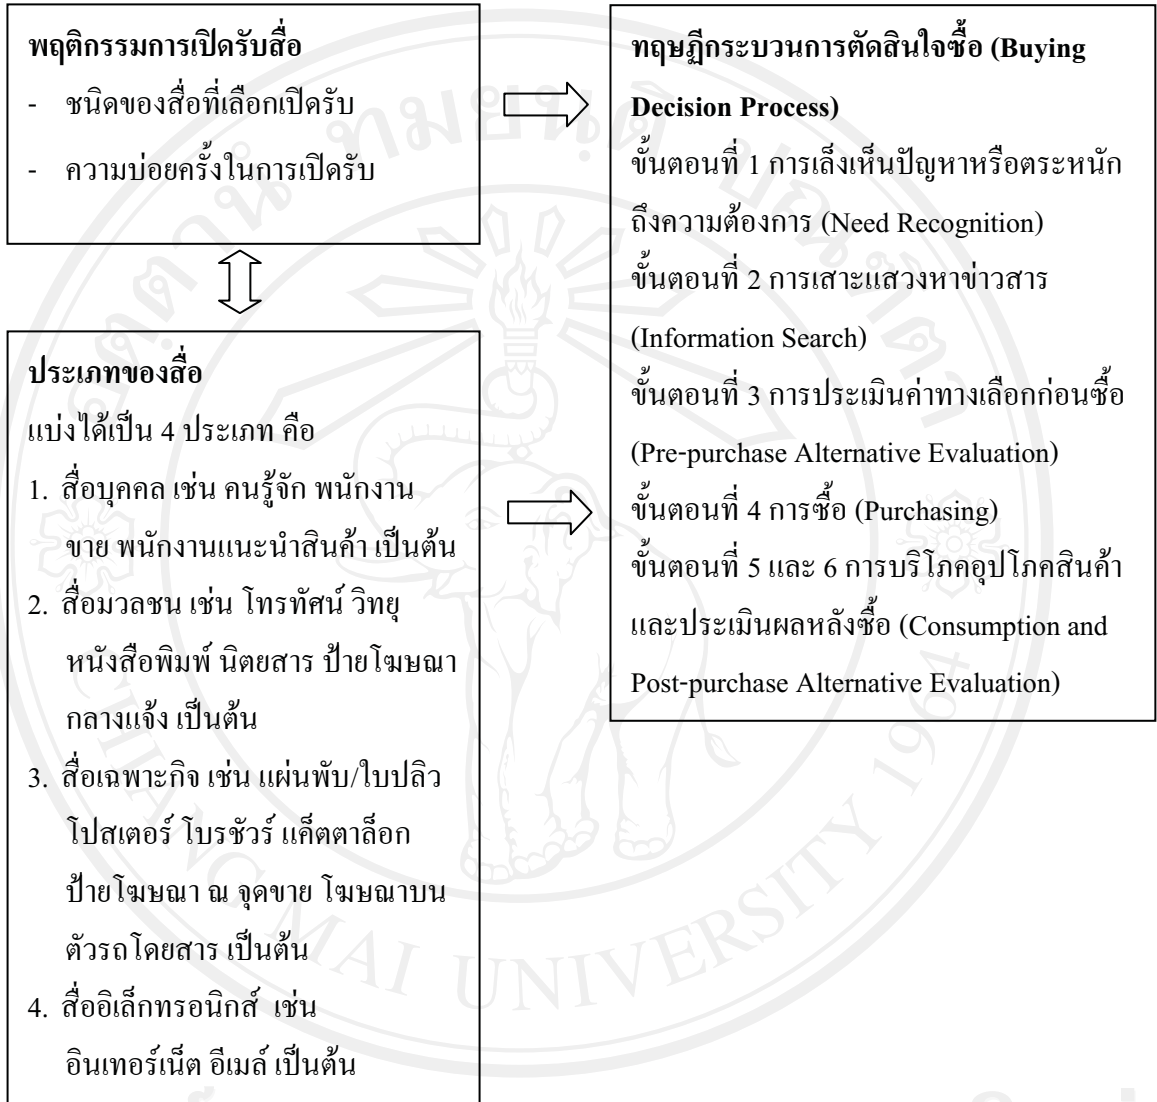 พฤติกรรมการเปิดรับสื่อ
- ชนิดของสื่อที่เลือกเปิดรับ
- ความบ่อยครั้งในการเปิดรับ
ประเภทของสื่อ
แบ่งได้เป็น 4 ประเภท คือ
1. สื่อบุคคล เช่น คนรู้จัก พนักงาน
ขาย พนักงานแนะนำสินค้า เป็นต้น
2. สื่อมวลชน เช่น โทรทัศน์ วิทยุ
หนังสือพิมพ์ นิตยสาร ป้ายโฆษณา
กลางแจ้ง เป็นต้น
3. สื่อเฉพาะกิจ เช่น แผ่นพับ/ใบปลิว
โปสเตอร์ โบรชัวร์ แค็ตตาล็อก
ป้ายโฆษณา ณ จุดขาย โฆษณาบน
ตัวรถโดยสาร เป็นต้น
4. สื่ออิเล็กทรอนิกส์ เช่น
อินเทอร์เน็ต อีเมล์ เป็นต้น
ทฤษฎีกระบวนการตัดสินใจซื้อ (Buying
Decision Process)
ขั้นตอนที่ 1 การเล็งเห็นปัญหาหรือตระหนัก
ถึงความต้องการ (Need Recognition)
ขั้นตอนที่ 2 การเสาะแสวงหาข่าวสาร
(Information Search)
ขั้นตอนที่ 3 การประเมินค่าทางเลือกก่อนซื้อ
(Pre-purchase Alternative Evaluation)
ขั้นตอนที่ 4 การซื้อ (Purchasing)
ขั้นตอนที่ 5 และ 6 การบริโภคอุปโภคสินค้า
และประเมินผลหลังซื้อ (Consumption and
Post-purchase Alternative Evaluation)
CHIANG MAI UNIVERSITY 1964